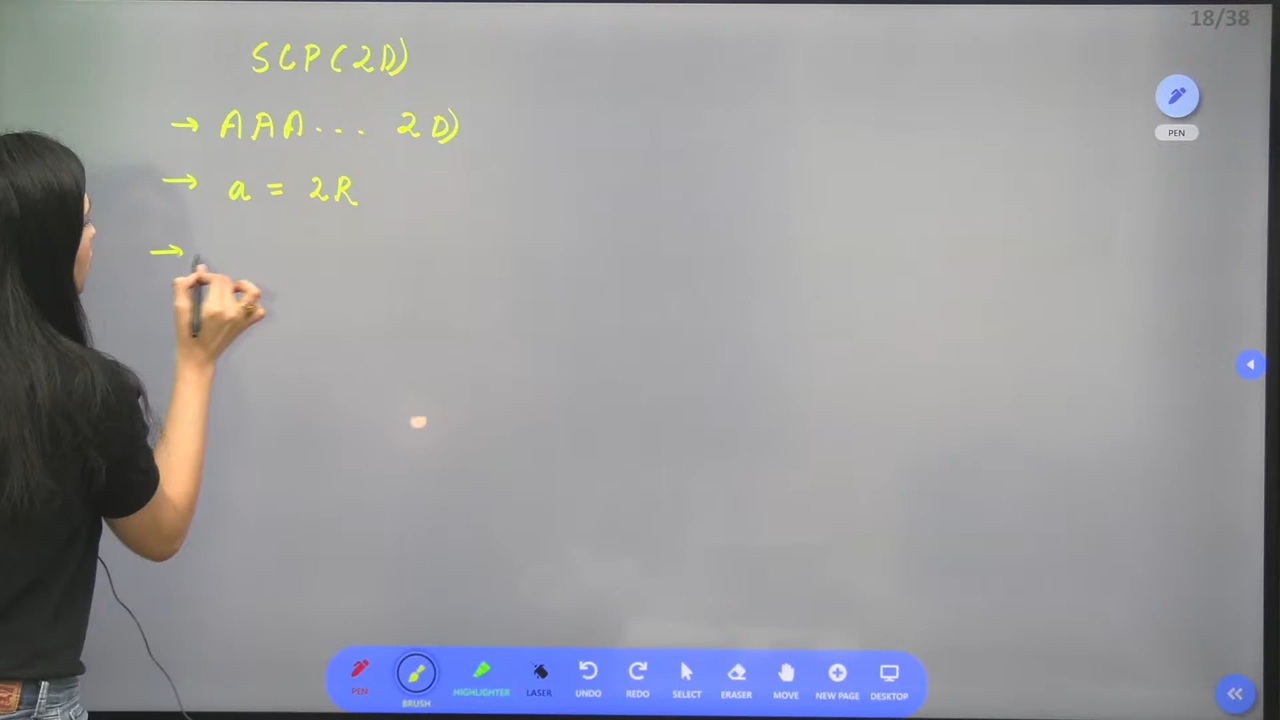 18/38
SCP(2D)
→ AAA... 2D)
→ a = 2R
→
PEN
PEN
BRUSH
HIGHLIGHTER
LASER
UNDO
REDO
SELECT
ERASER
MOVE
NEW PAGE
DESKTOP